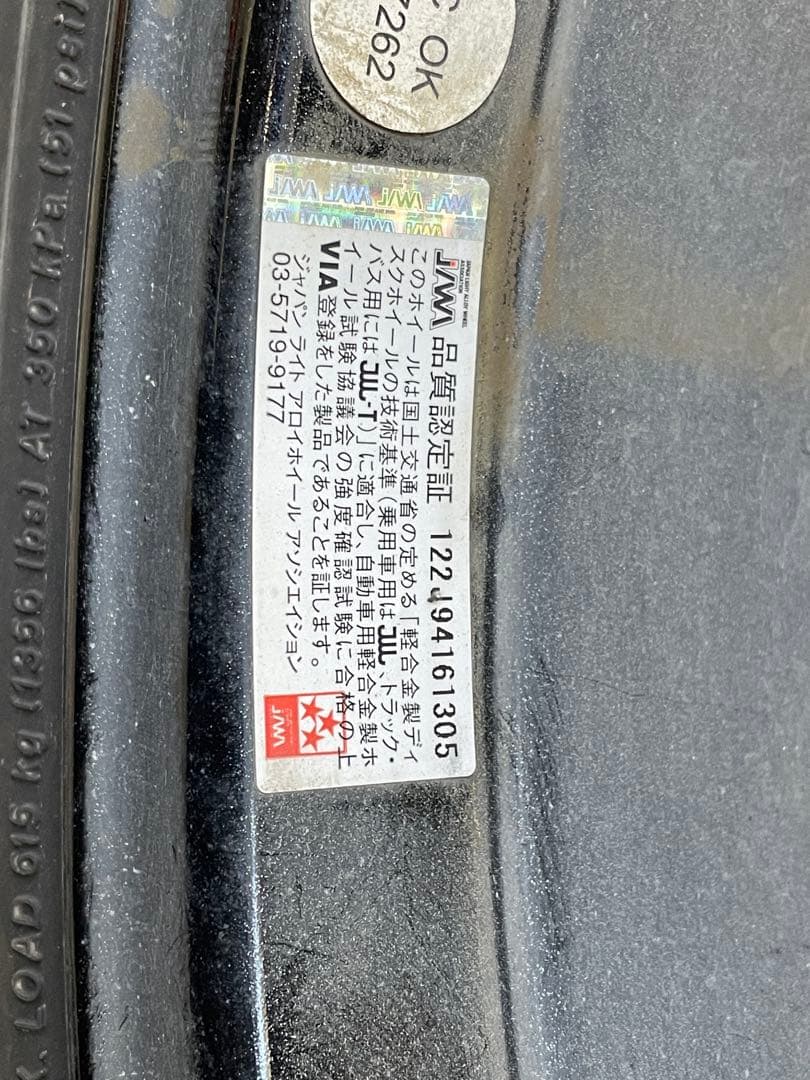 OK
7262
JAWA
JAPAN LIGHT ALLOY WHEEL
ASSOCIATION
品質認定証 122 94161305
このホイールは国土交通省の定める「軽合金製ディ
スクホイールの技術基準(乗用車用はJWL、トラック・
バス用にはJWL-T)」に適合し、自動車用軽合金製ホ
イール試験協議会の強度確認試験に合格の上
VIA登録をした製品であることを証します。
ジャパン ライト アロイホイール アソシエイション
03-5719-9177
JAWA
. LOAD 615 kg (1356 lbs) AT 350 kPa (51 psi)